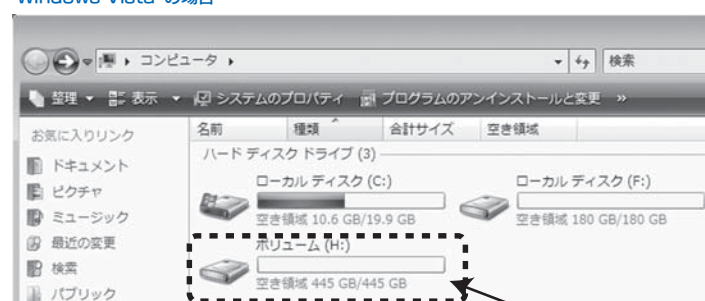 Windows Vista の場合
コンピュータ
検索
整理 表示 システムのプロパティ プログラムのアンインストールと変更 »
お気に入りリンク
ドキュメント
ピクチャ
ミュージック
最近の変更
検索
パブリック
名前 種類 合計サイズ 空き領域
ハード ディスク ドライブ (3)
ローカル ディスク (C:)
空き領域 10.6 GB/19.9 GB
ローカル ディスク (F:)
空き領域 180 GB/180 GB
ボリューム (H:)
空き領域 445 GB/445 GB